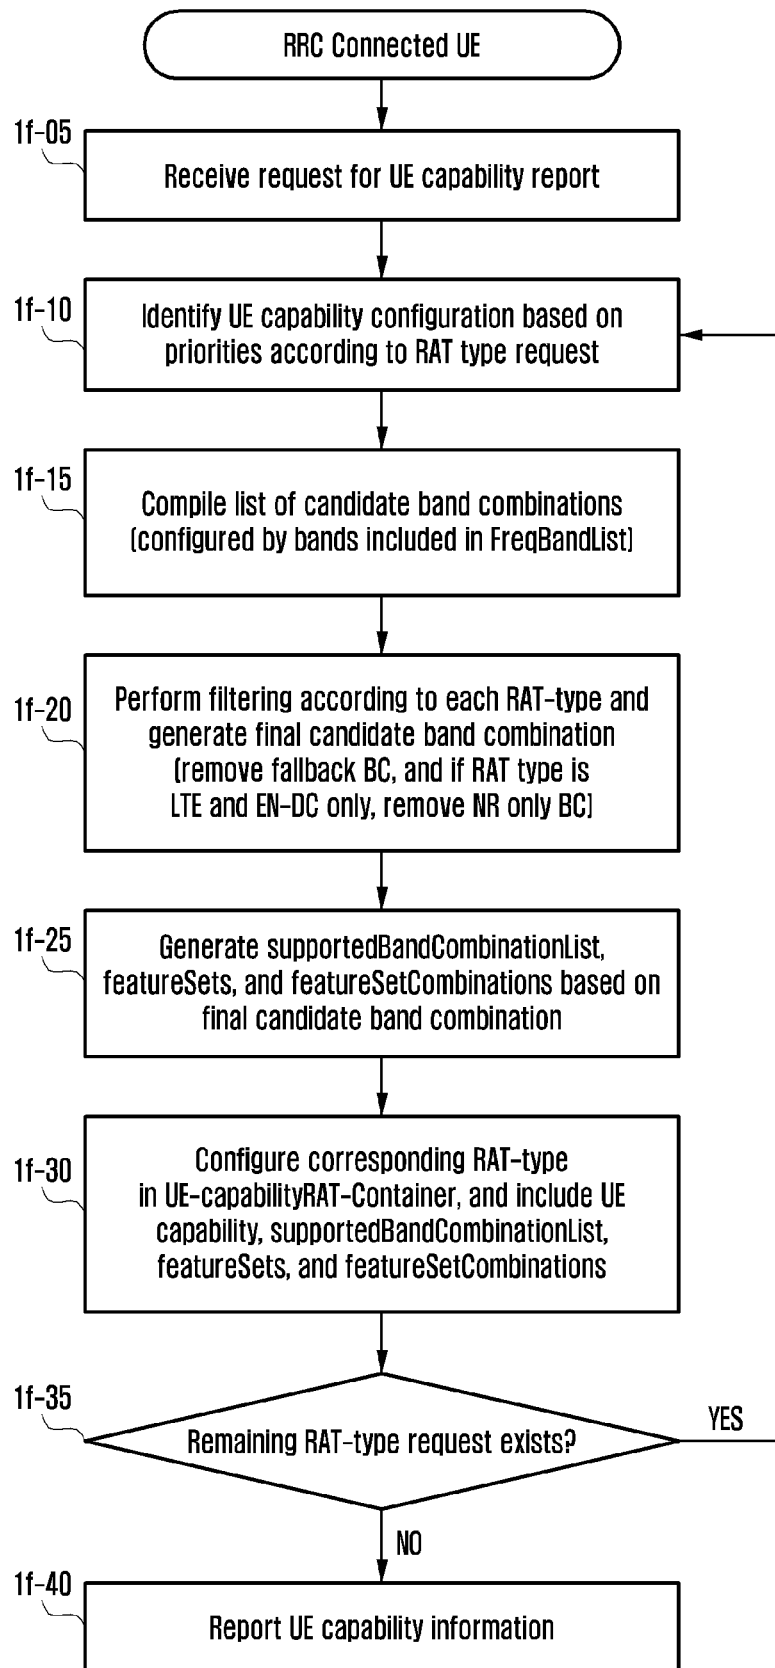 RRC Connected UE
1f-05
Receive request for UE capability report
1f-10
Identify UE capability configuration based on
priorities according to RAT type request
1f-15
Compile list of candidate band combinations
(configured by bands included in FreqBandList)
1f-20
Perform filtering according to each RAT-type and
generate final candidate band combination
(remove fallback BC, and if RAT type is
LTE and EN-DC only, remove NR only BC)
1f-25
Generate supportedBandCombinationList,
featureSets, and featureSetCombinations based on
final candidate band combination
1f-30
Configure corresponding RAT-type
in UE-capabilityRAT-Container, and include UE
capability, supportedBandCombinationList,
featureSets, and featureSetCombinations
1f-35
Remaining RAT-type request exists?
YES
NO
1f-40
Report UE capability information